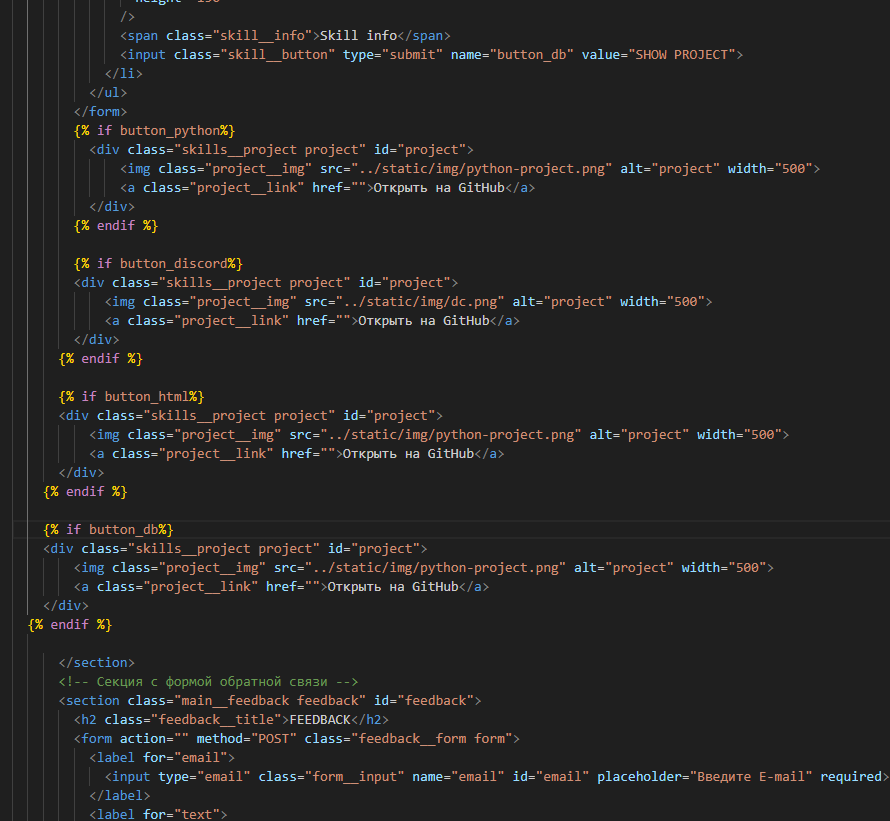 />
<span class="skill__info">Skill info</span>
<input class="skill__button" type="submit" name="button_db" value="SHOW PROJECT">
</li>
</ul>
</form>
{% if button_python%}
<div class="skills__project project" id="project">
<img class="project__img" src="../static/img/python-project.png" alt="project" width="500">
<a class="project__link" href="">Открыть на GitHub</a>
</div>
{% endif %}
{% if button_discord%}
<div class="skills__project project" id="project">
<img class="project__img" src="../static/img/dc.png" alt="project" width="500">
<a class="project__link" href="">Открыть на GitHub</a>
</div>
{% endif %}
{% if button_html%}
<div class="skills__project project" id="project">
<img class="project__img" src="../static/img/python-project.png" alt="project" width="500">
<a class="project__link" href="">Открыть на GitHub</a>
</div>
{% endif %}
{% if button_db%}
<div class="skills__project project" id="project">
<img class="project__img" src="../static/img/python-project.png" alt="project" width="500">
<a class="project__link" href="">Открыть на GitHub</a>
</div>
{% endif %}
</section>
<!-- Секция с формой обратной связи -->
<section class="main__feedback feedback" id="feedback">
<h2 class="feedback__title">FEEDBACK</h2>
<form action="" method="POST" class="feedback__form form">
<label for="email">
<input type="email" class="form__input" name="email" id="email" placeholder="Введите E-mail" required>
</label>
<label for="text">